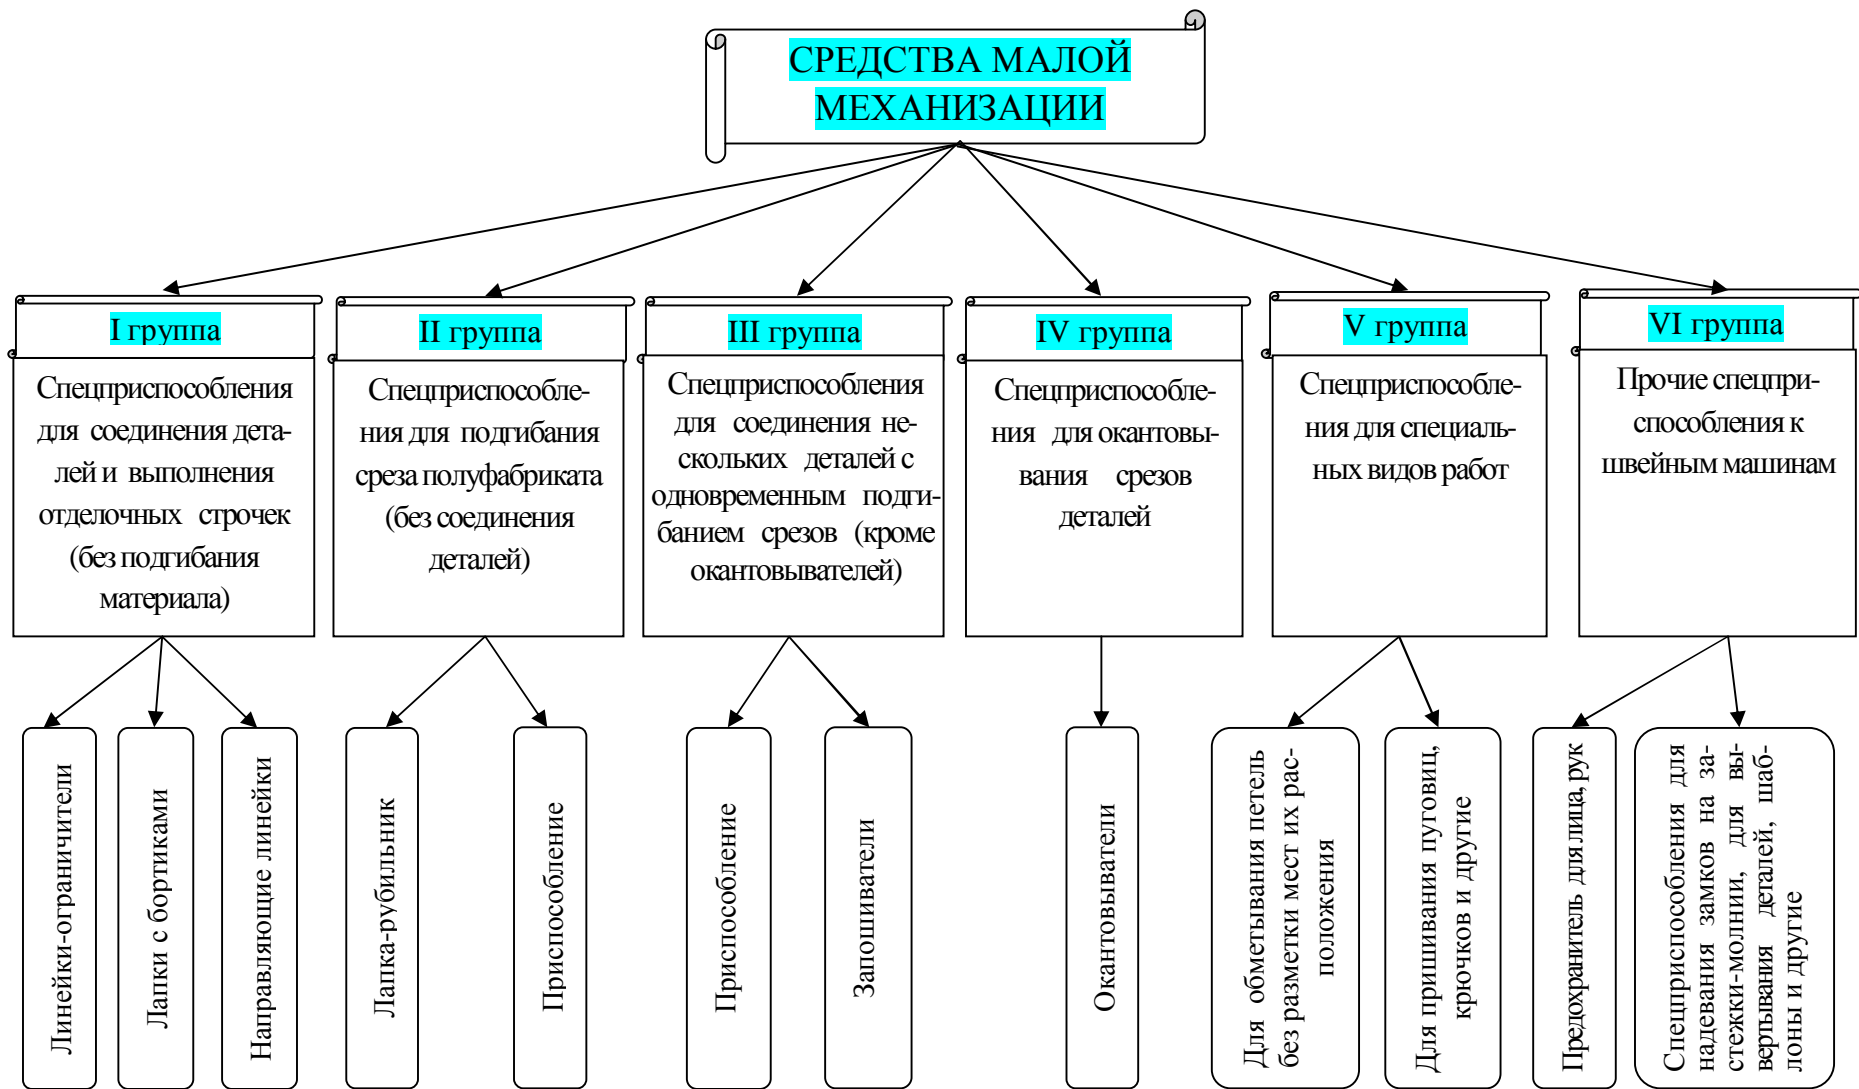 СРЕДСТВА МАЛОЙ
МЕХАНИЗАЦИИ
I группа
Спецприспособления
для соединения дета-
лей и выполнения
отделочных строчек
(без подгибания
материала)
II группа
Спецприспособле-
ния для подгибания
среза полуфабриката
(без соединения
деталей)
III группа
Спецприспособления
для соединения не-
скольких деталей с
одновременным подги-
банием срезов (кроме
окантовывателей)
IV группа
Спецприспособле-
ния для окантовы-
вания срезов
деталей
V группа
Спецприспособле-
ния для специаль-
ных видов работ
VI группа
Прочие спецпри-
способления к
швейным машинам
Линейки-ограничители
Лапки с бортиками
Направляющие линейки
Лапка-рубильник
Приспособление
Приспособление
Запошиватели
Окантовыватели
Для обметывания петель
без разметки мест их рас-
положения
Для пришивания пуговиц,
крючков и другие
Предохранитель для лица, рук
Спецприспособления для
надевания замков на за-
стежки-молнии, для вы-
вертывания деталей, шаб-
лоны и другие